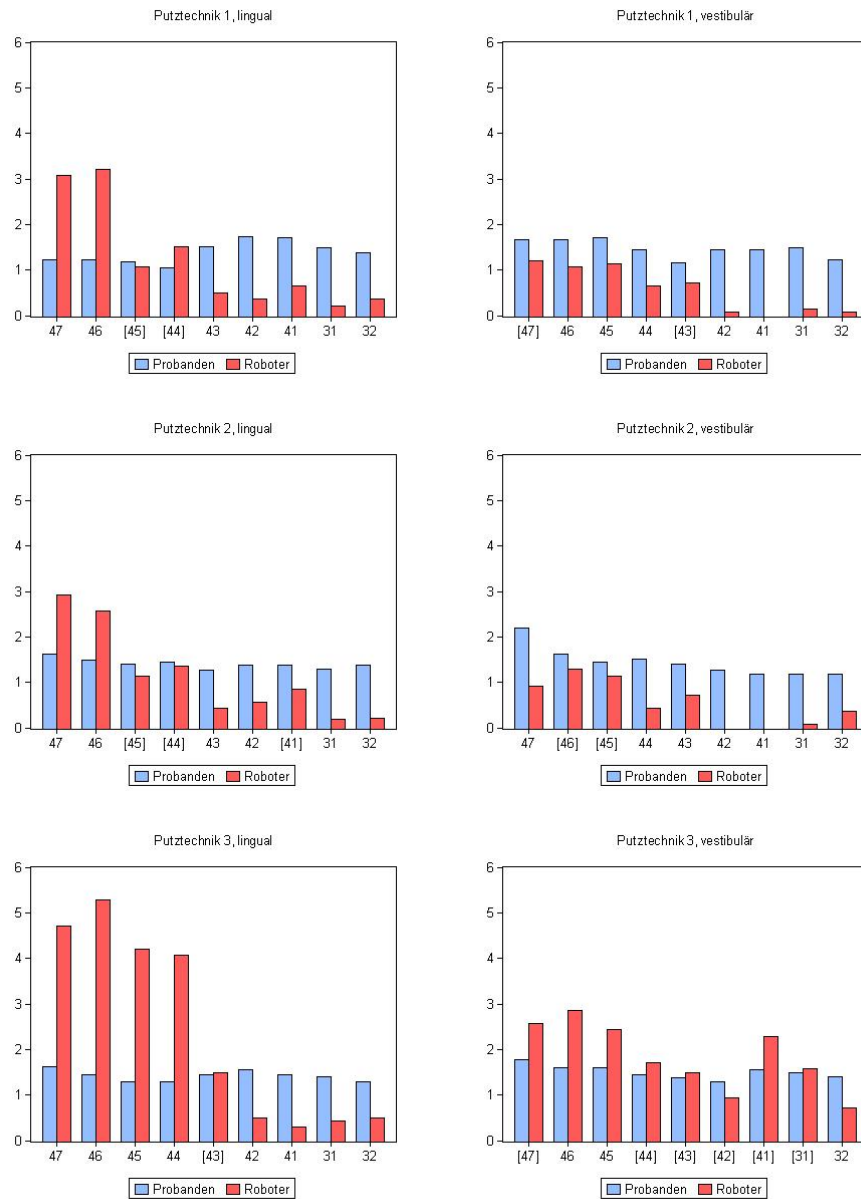 Putztechnik 1, lingual
6
5
4
3
2
1
0
47 46 [45] [44] 43 42 41 31 32
Probanden Roboter
Putztechnik 1, vestibulär
6
5
4
3
2
1
0
[47] 46 45 44 [43] 42 41 31 32
Probanden Roboter
Putztechnik 2, lingual
6
5
4
3
2
1
0
47 46 [45] [44] 43 42 [41] 31 32
Probanden Roboter
Putztechnik 2, vestibulär
6
5
4
3
2
1
0
47 [46] [45] 44 43 42 41 31 32
Probanden Roboter
Putztechnik 3, lingual
6
5
4
3
2
1
0
47 46 45 44 [43] 42 41 31 32
Probanden Roboter
Putztechnik 3, vestibulär
6
5
4
3
2
1
0
[47] 46 45 [44] [43] [42] [41] [31] 32
Probanden Roboter